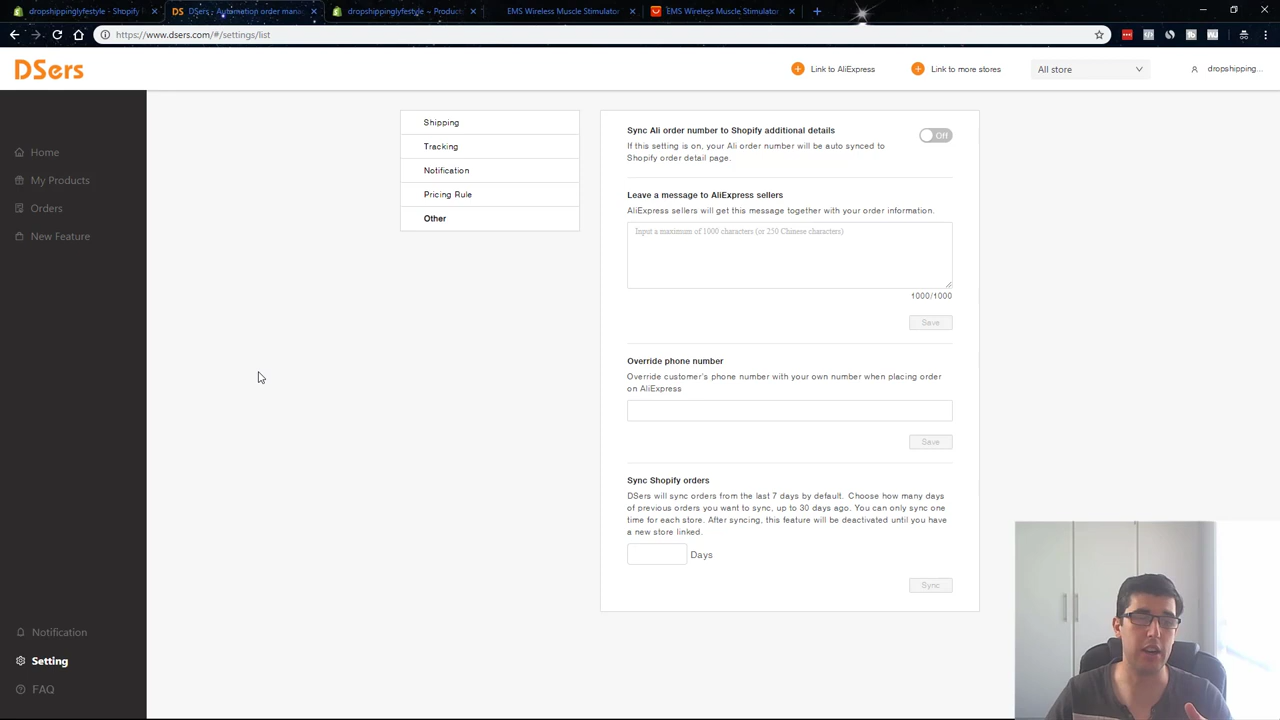 dropshippinglyfestyle - Shopify
DSers - Automation order mana
dropshippinglyfestyle ~ Product
EMS Wireless Muscle Stimulator
EMS Wireless Muscle Stimulator
https://www.dsers.com/#/settings/list
DSers
Link to AliExpress
Link to more stores
All store
dropshipping...
Home
My Products
Orders
New Feature
Notification
Setting
FAQ
Shipping
Tracking
Notification
Pricing Rule
Other
Sync Ali order number to Shopify additional details
Off
If this setting is on, your Ali order number will be auto synced to
Shopify order detail page.
Leave a message to AliExpress sellers
AliExpress sellers will get this message together with your order information.
Input a maximum of 1000 characters (or 250 Chinese characters)
1000/1000
Save
Override phone number
Override customer's phone number with your own number when placing order
on AliExpress
Save
Sync Shopify orders
DSers will sync orders from the last 7 days by default. Choose how many days
of previous orders you want to sync, up to 30 days ago. You can only sync one
time for each store. After syncing, this feature will be deactivated until you have
a new store linked.
Days
Sync